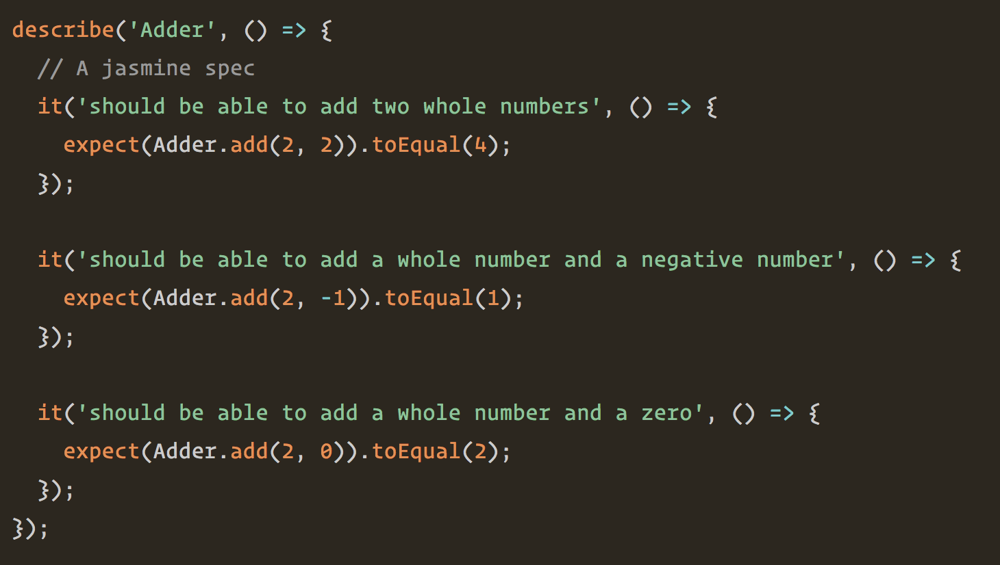 describe('Adder', () => {
  // A jasmine spec
  it('should be able to add two whole numbers', () => {
    expect(Adder.add(2, 2)).toEqual(4);
  });

  it('should be able to add a whole number and a negative number', () => {
    expect(Adder.add(2, -1)).toEqual(1);
  });

  it('should be able to add a whole number and a zero', () => {
    expect(Adder.add(2, 0)).toEqual(2);
  });
});